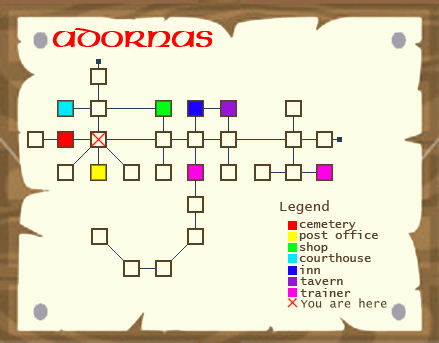 ADORNAS
Legend
cemetery
post office
shop
courthouse
inn
tavern
trainer
You are here